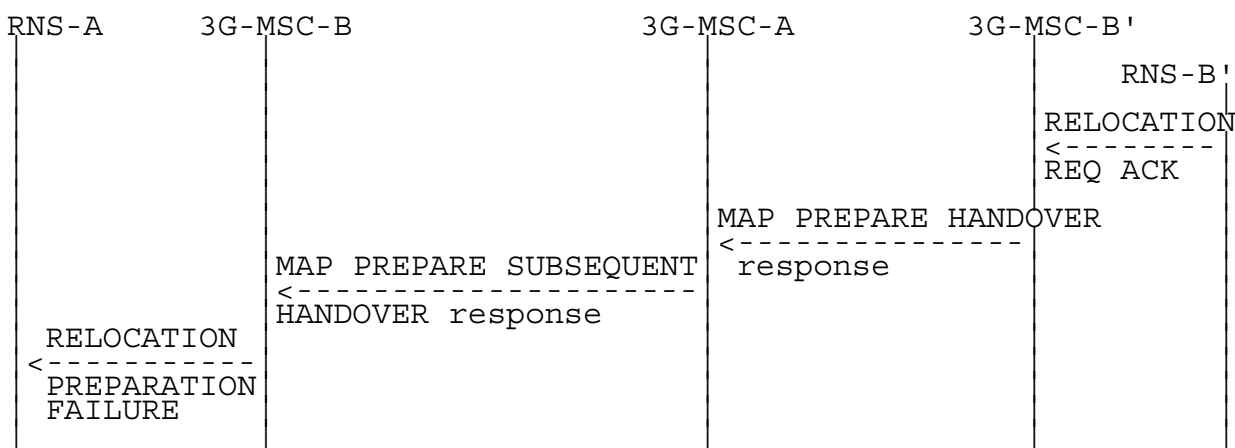 RNS-A 3G-MSC-B 3G-MSC-A 3G-MSC-B'
RNS-B'
RELOCATION
<--------
REQ ACK
MAP PREPARE HANDOVER
<---------------
response
MAP PREPARE SUBSEQUENT
<---------------------
HANDOVER response
RELOCATION
<-----------
PREPARATION
FAILURE